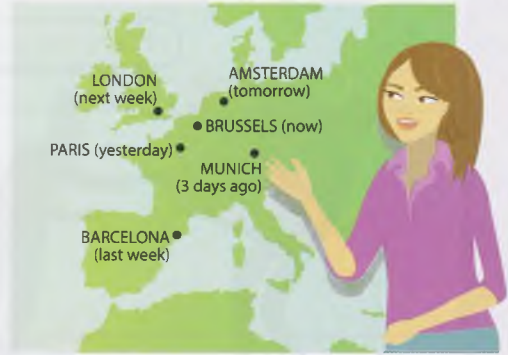 LONDON
(next week)
AMSTERDAM
(tomorrow)
BRUSSELS (now)
PARIS (yesterday)
MUNICH
(3 days ago)
BARCELONA
(last week)